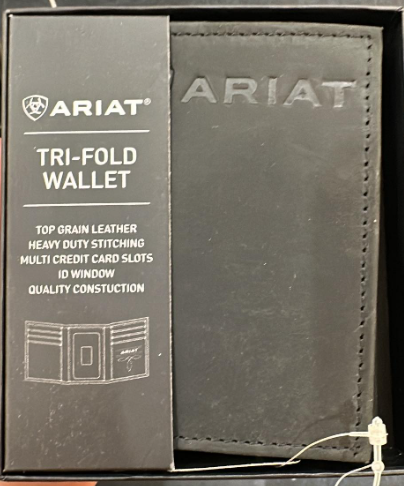 ARIAT®
TRI-FOLD
WALLET
TOP GRAIN LEATHER
HEAVY DUTY STITCHING
MULTI CREDIT CARD SLOTS
ID WINDOW
QUALITY CONSTUCTION
ARIAT
ARIAT